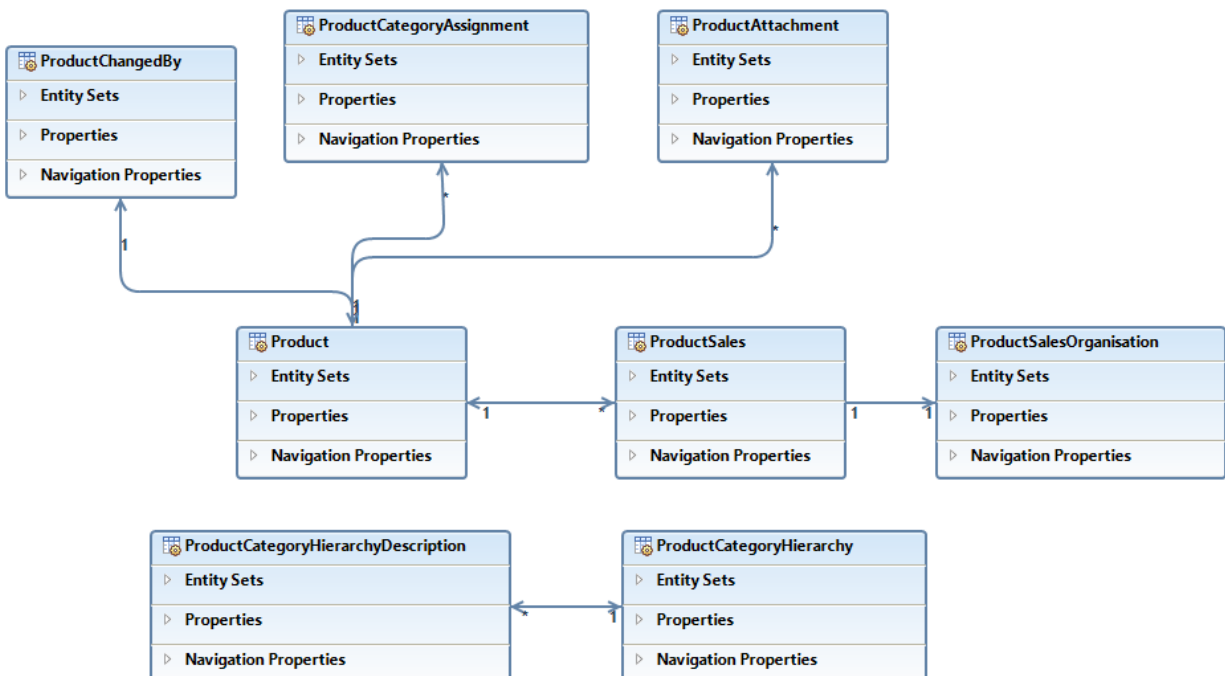 ProductCategoryAssignment
Entity Sets
Properties
Navigation Properties
ProductAttachment
Entity Sets
Properties
Navigation Properties
ProductChangedBy
Entity Sets
Properties
Navigation Properties
*
*
1
1
1
1
Product
Entity Sets
Properties
Navigation Properties
1
*
ProductSales
Entity Sets
Properties
Navigation Properties
1
1
ProductSalesOrganisation
Entity Sets
Properties
Navigation Properties
ProductCategoryHierarchyDescription
Entity Sets
Properties
Navigation Properties
*
1
ProductCategoryHierarchy
Entity Sets
Properties
Navigation Properties